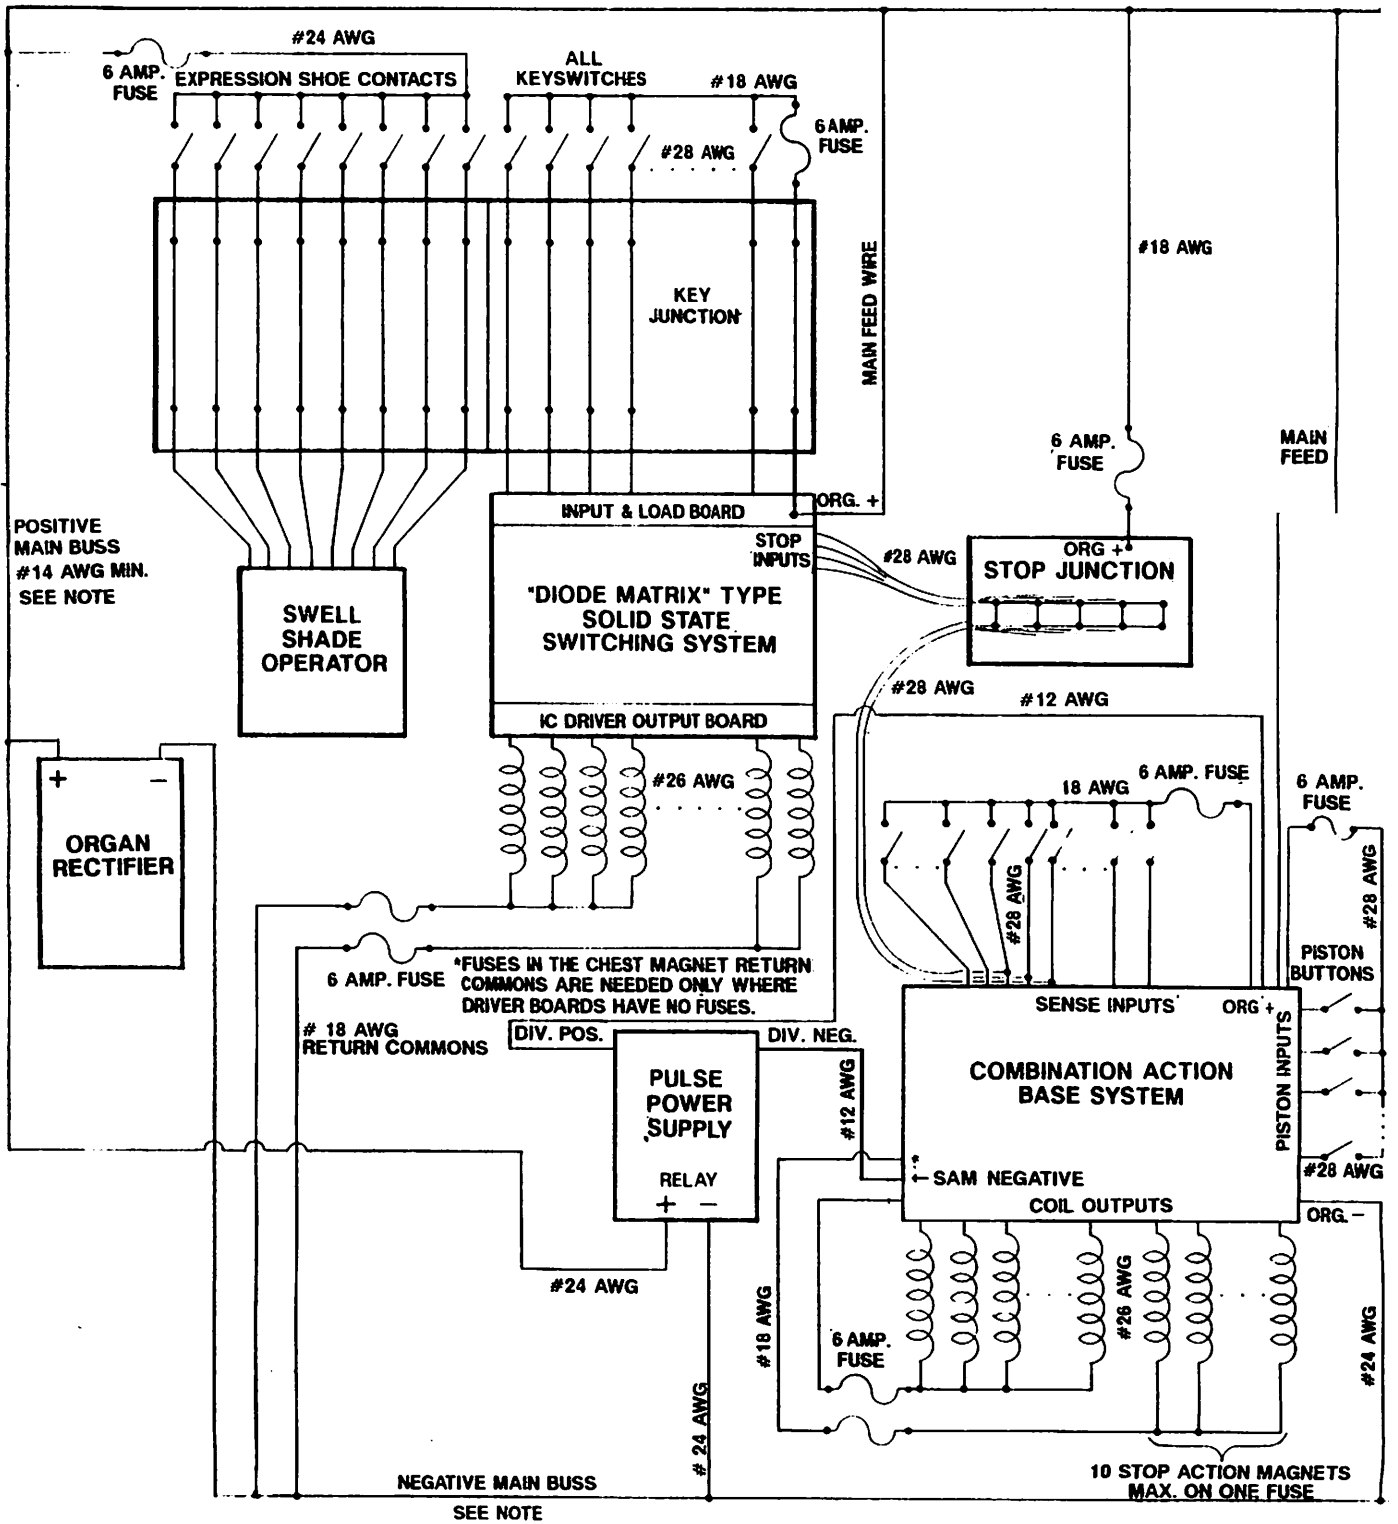 #24 AWG
6 AMP.
FUSE
EXPRESSION SHOE CONTACTS
ALL
KEYSWITCHES
#18 AWG
6 AMP.
FUSE
#28 AWG
KEY
JUNCTION
MAIN FEED WIRE
#18 AWG
6 AMP.
FUSE
MAIN
FEED
POSITIVE
MAIN BUSS
#14 AWG MIN.
SEE NOTE
ORG. +
INPUT & LOAD BOARD
STOP
INPUTS
#28 AWG
ORG +
STOP JUNCTION
"DIODE MATRIX" TYPE
SOLID STATE
SWITCHING SYSTEM
IC DRIVER OUTPUT BOARD
SWELL
SHADE
OPERATOR
#28 AWG
#12 AWG
+ −
ORGAN
RECTIFIER
#26 AWG
18 AWG
6 AMP. FUSE
6 AMP.
FUSE
#28 AWG
#28 AWG
6 AMP. FUSE
*FUSES IN THE CHEST MAGNET RETURN
COMMONS ARE NEEDED ONLY WHERE
DRIVER BOARDS HAVE NO FUSES.
PISTON
BUTTONS
# 18 AWG
RETURN COMMONS
DIV. POS.
DIV. NEG.
PULSE
POWER
SUPPLY
RELAY
+ −
#12 AWG
SENSE INPUTS
ORG +
PISTON INPUTS
COMBINATION ACTION
BASE SYSTEM
*
← SAM NEGATIVE
COIL OUTPUTS
#28 AWG
ORG. −
#24 AWG
#18 AWG
#26 AWG
6 AMP.
FUSE
#24 AWG
# 24 AWG
10 STOP ACTION MAGNETS
MAX. ON ONE FUSE
NEGATIVE MAIN BUSS
SEE NOTE